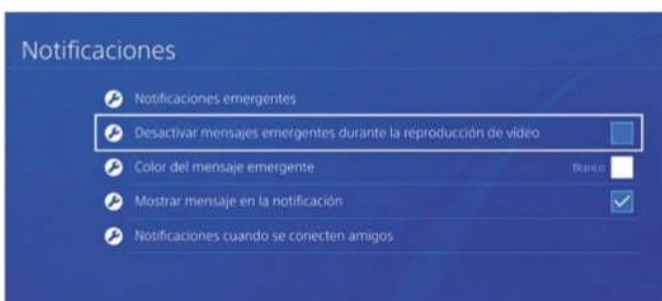 Notificaciones
Notificaciones emergentes
Desactivar mensajes emergentes durante la reproducción de vídeo
Color del mensaje emergente Blanco
Mostrar mensaje en la notificación
Notificaciones cuando se conecten amigos